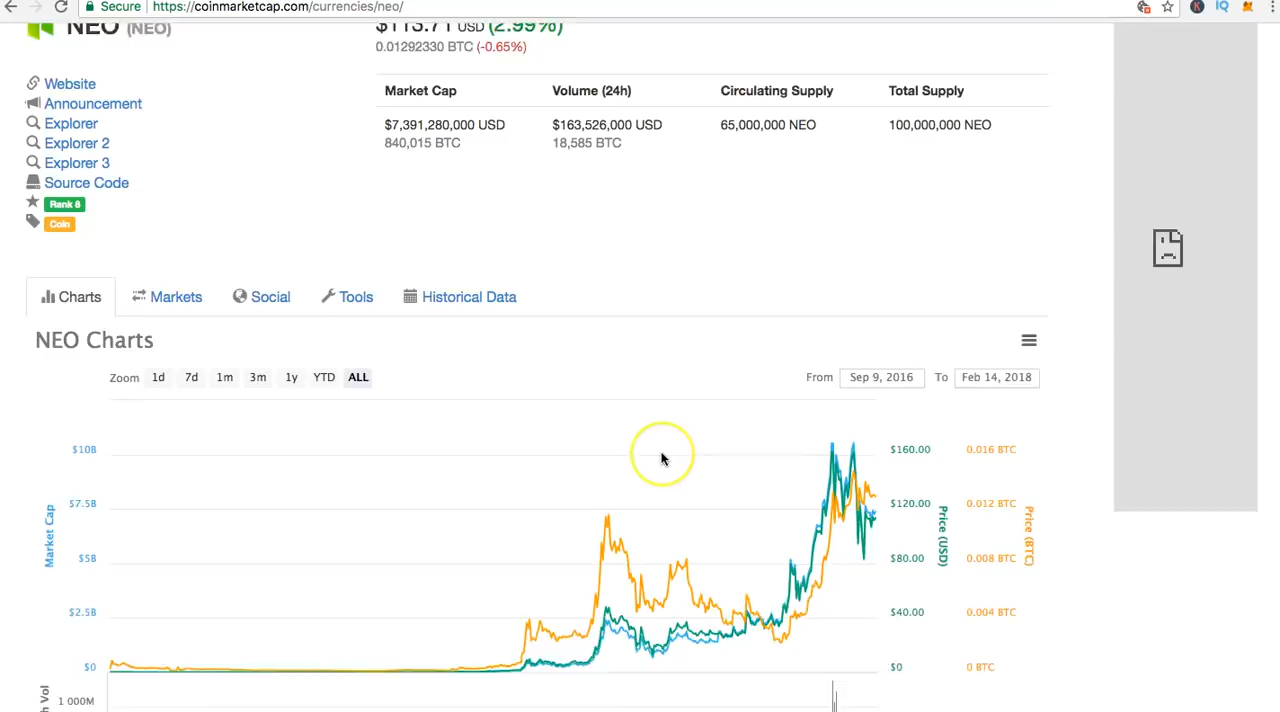 Secure https://coinmarketcap.com/currencies/neo/
K IQ
NEO (NEO)
$113.71 USD (2.99%)
0.01292330 BTC (-0.65%)
Website
Announcement
Explorer
Explorer 2
Explorer 3
Source Code
Rank 8
Coin
Market Cap Volume (24h) Circulating Supply Total Supply
$7,391,280,000 USD $163,526,000 USD 65,000,000 NEO 100,000,000 NEO
840,015 BTC 18,585 BTC
Charts Markets Social Tools Historical Data
NEO Charts
Zoom 1d 7d 1m 3m 1y YTD ALL From Sep 9, 2016 To Feb 14, 2018
$10B $160.00 0.016 BTC
$7.5B $120.00 0.012 BTC
Market Cap Price (USD) Price (BTC)
$5B $80.00 0.008 BTC
$2.5B $40.00 0.004 BTC
$0 $0 0 BTC
h Vol
1 000M